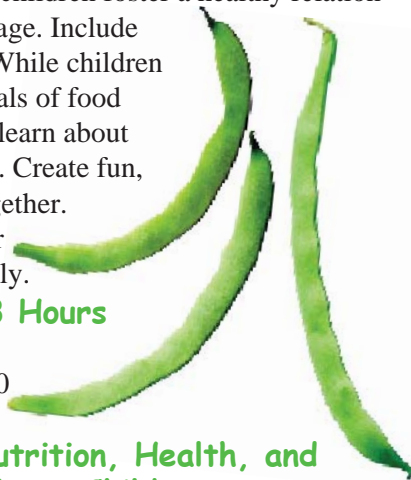 children foster a healthy relation
age. Include
While children
als of food
learn about
. Create fun,
gether.
r
ly.
3 Hours
0
utrition, Health, and